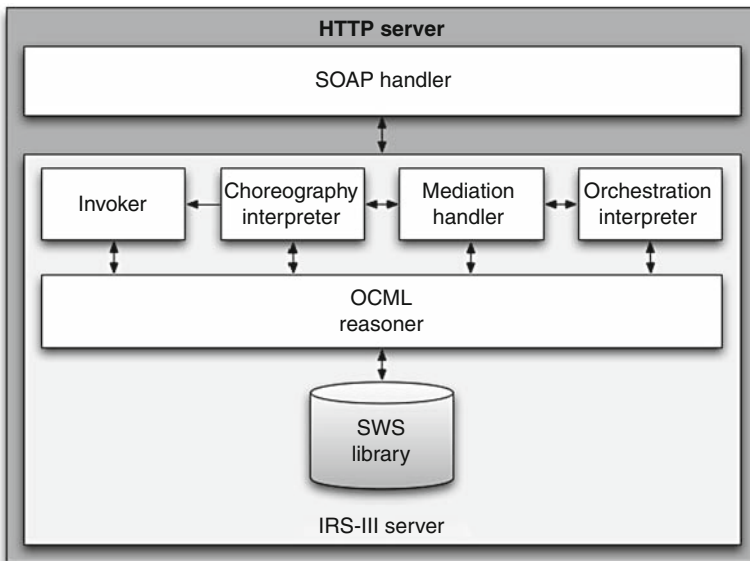 HTTP server
SOAP handler
Invoker
Choreography
interpreter
Mediation
handler
Orchestration
interpreter
OCML
reasoner
SWS
library
IRS-III server